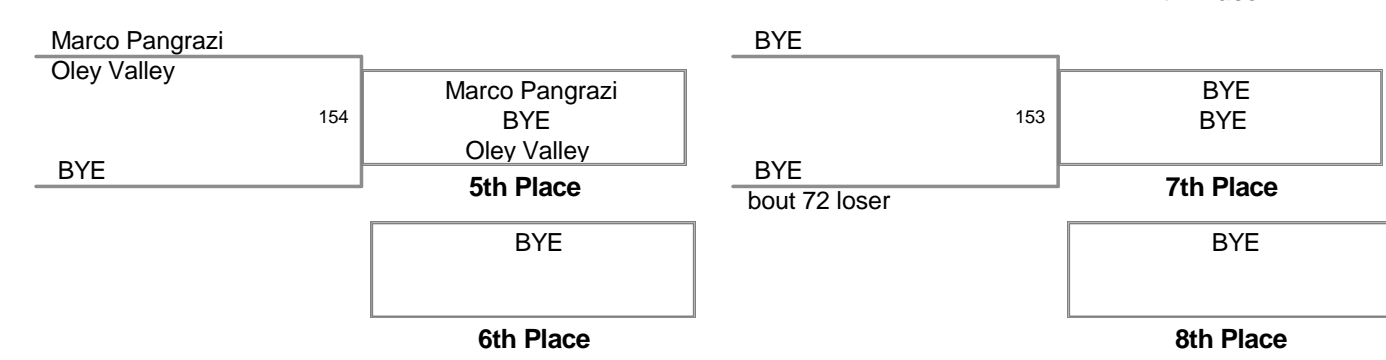 Marco Pangrazi
Oley Valley
154
BYE
Marco Pangrazi
BYE
Oley Valley
5th Place
BYE
6th Place
BYE
153
BYE
bout 72 loser
BYE
BYE
7th Place
BYE
8th Place